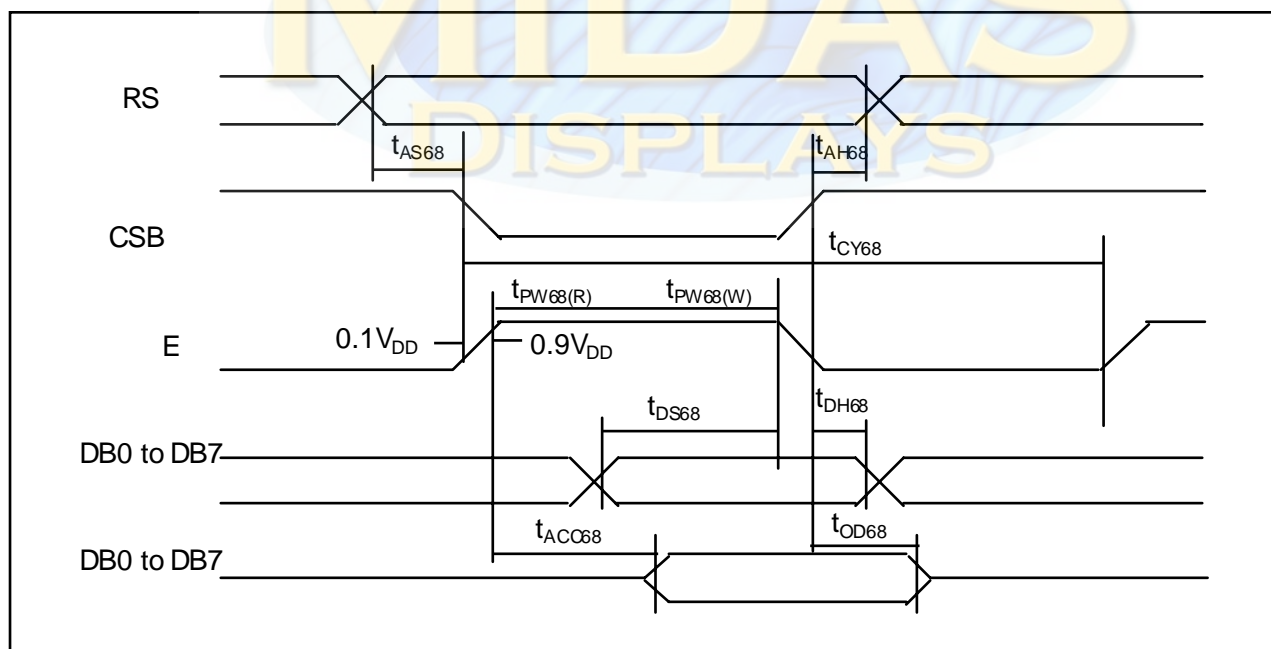 MIDAS
DISPLAYS
RS
tAS68
tAH68
CSB
tCY68
tPW68(R)
tPW68(W)
E
0.1VDD
0.9VDD
tDS68
tDH68
DB0 to DB7
tACC68
tOD68
DB0 to DB7